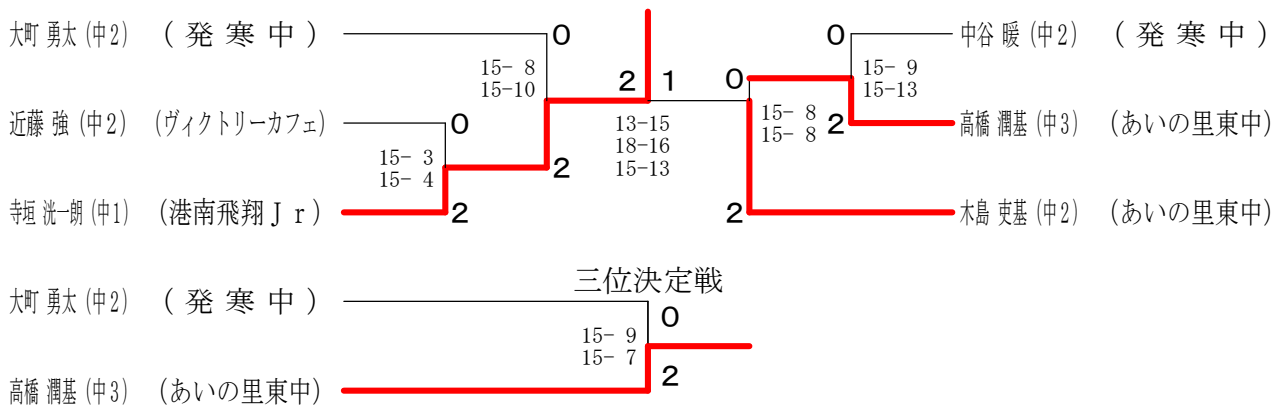 大町 勇太 (中2) (発寒中) 0 0 中谷 暖 (中2) (発寒中)
15- 8 2 1 0 15- 9
15-10 15-13
近藤 強 (中2) (ヴィクトリーカフェ) 0 13-15 15- 8 2 高橋 潤基 (中3) (あいの里東中)
18-16 15- 8
15- 3 2 15-13
15- 4
寺垣 洸一朗 (中1) (港南飛翔Jr) 2 2 木島 吏基 (中2) (あいの里東中)
三位決定戦
大町 勇太 (中2) (発寒中) 0
15- 9
15- 7
高橋 潤基 (中3) (あいの里東中) 2